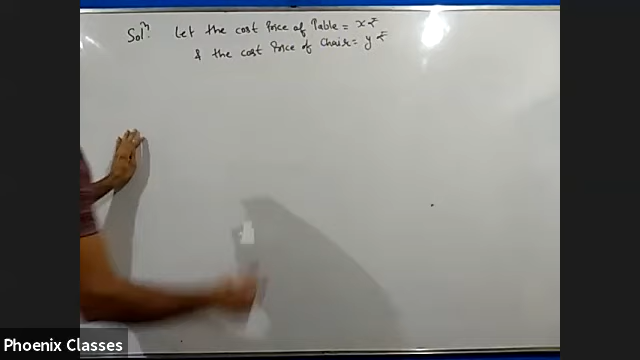 Solⁿ: Let the cost Price of Table = x ₹
& the cost Price of Chair = y ₹
Phoenix Classes